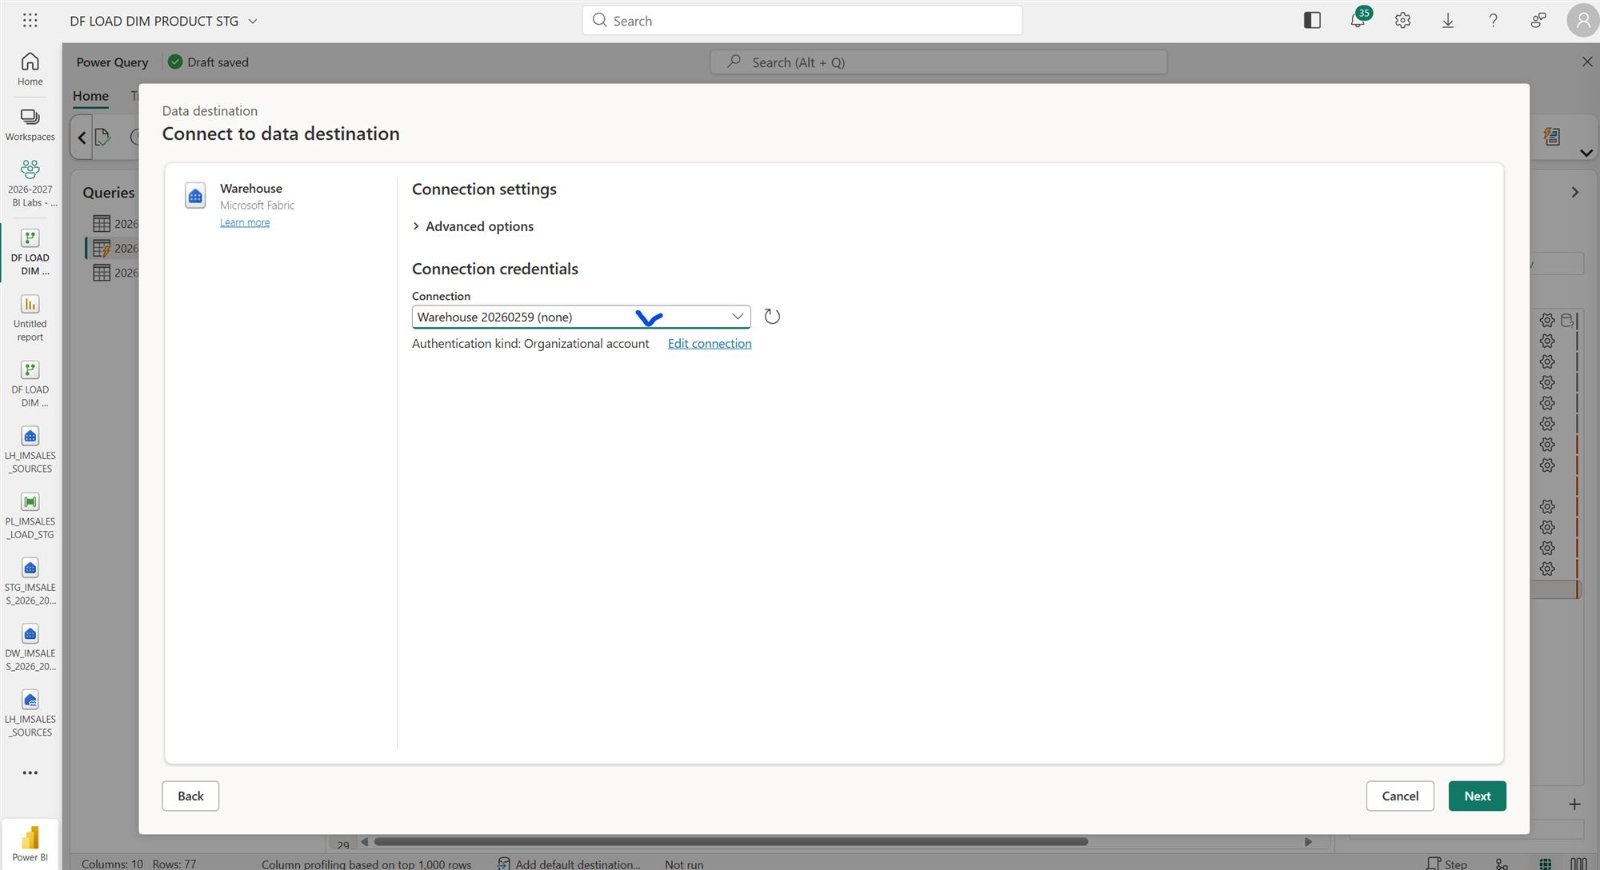 DF LOAD DIM PRODUCT STG
Search
35
Power Query
Draft saved
Search (Alt + Q)
Home
Home
Workspaces
2026-2027
BI Labs - ...
DF LOAD
DIM ...
Untitled
report
DF LOAD
DIM ...
LH_IMSALES
_SOURCES
PL_IMSALES
_LOAD_STG
STG_IMSALE
S_2026_20...
DW_IMSALE
S_2026_20...
LH_IMSALES
_SOURCES
Power BI
Queries
2026
2026
2026
Data destination
Connect to data destination
Warehouse
Microsoft Fabric
Learn more
Connection settings
Advanced options
Connection credentials
Connection
Warehouse 20260259 (none)
Authentication kind: Organizational account
Edit connection
Back
Cancel
Next
29
Columns: 10 Rows: 77
Column profiling based on top 1,000 rows
Add default destination...
Not run
Step